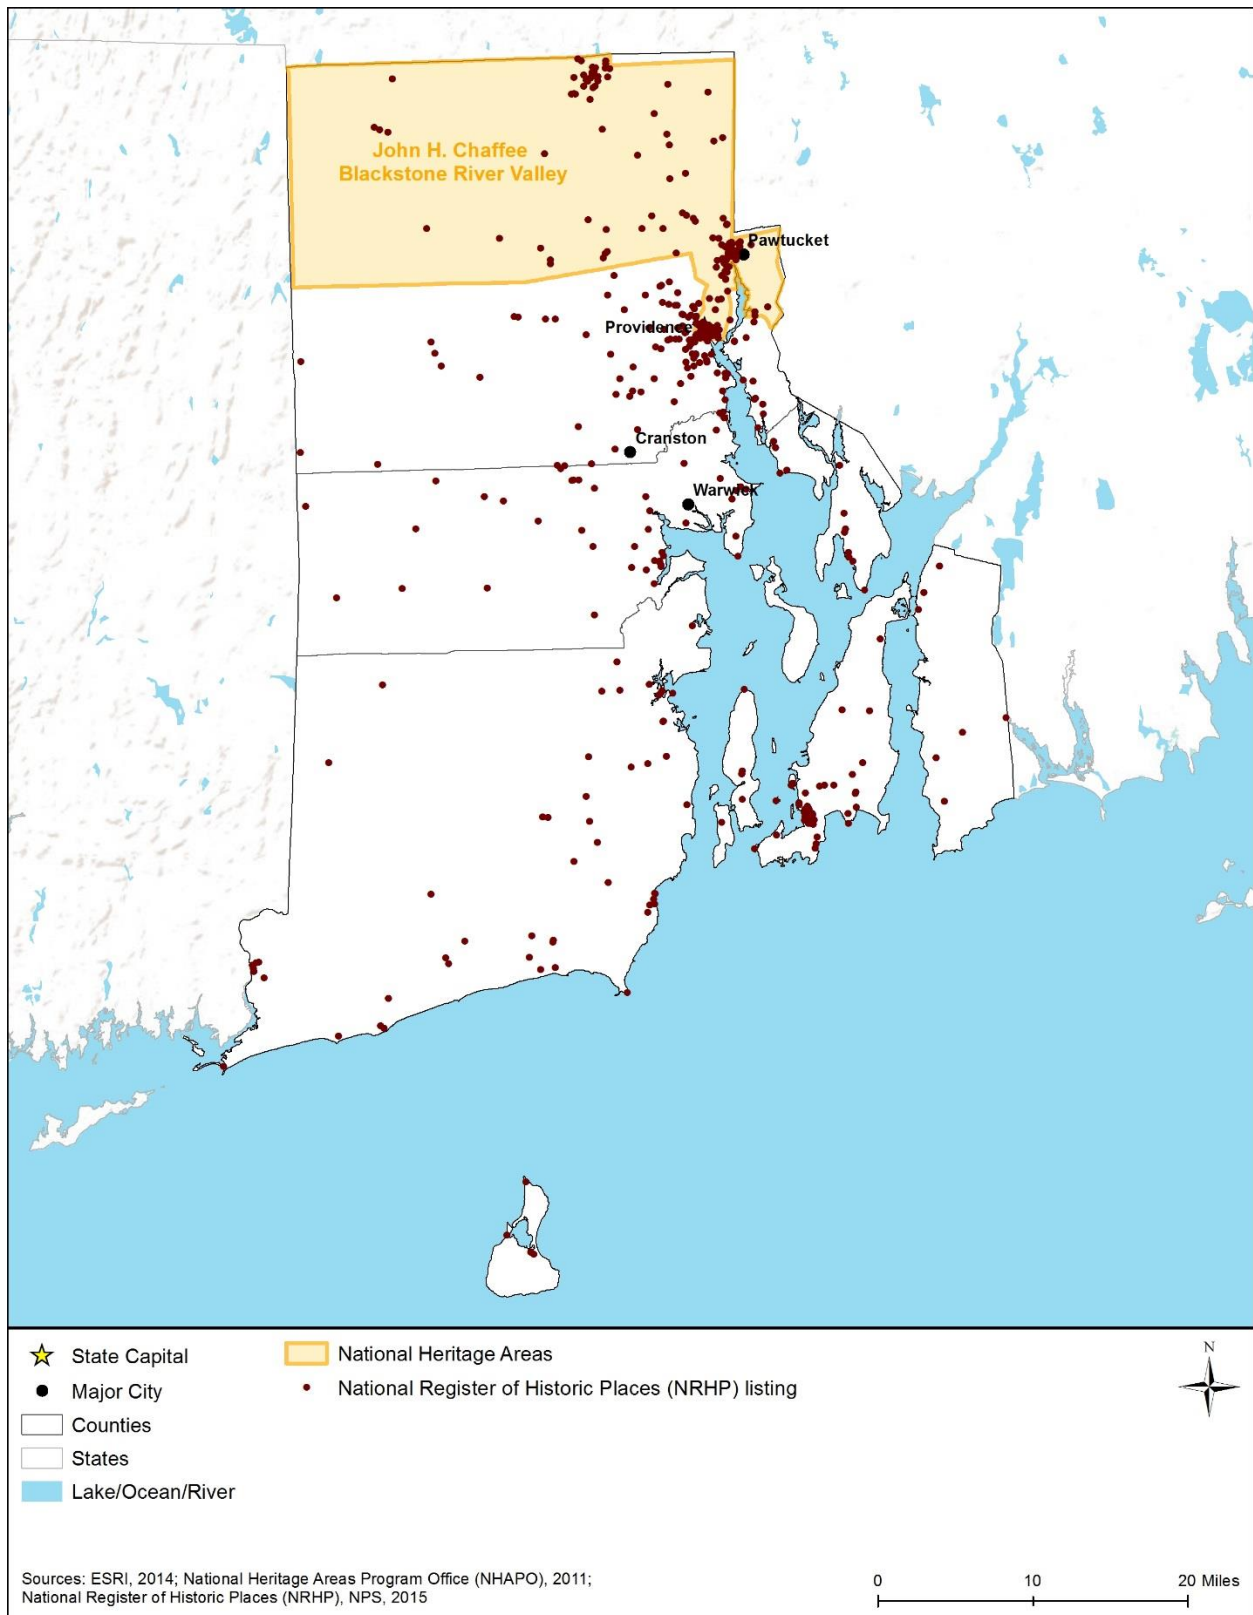 John H. Chaffee
Blackstone River Valley
Pawtucket
Providence
Cranston
Warwick
State Capital
Major City
Counties
States
Lake/Ocean/River
National Heritage Areas
National Register of Historic Places (NRHP) listing
N
Sources: ESRI, 2014; National Heritage Areas Program Office (NHAPO), 2011;
National Register of Historic Places (NRHP), NPS, 2015
0 10 20 Miles